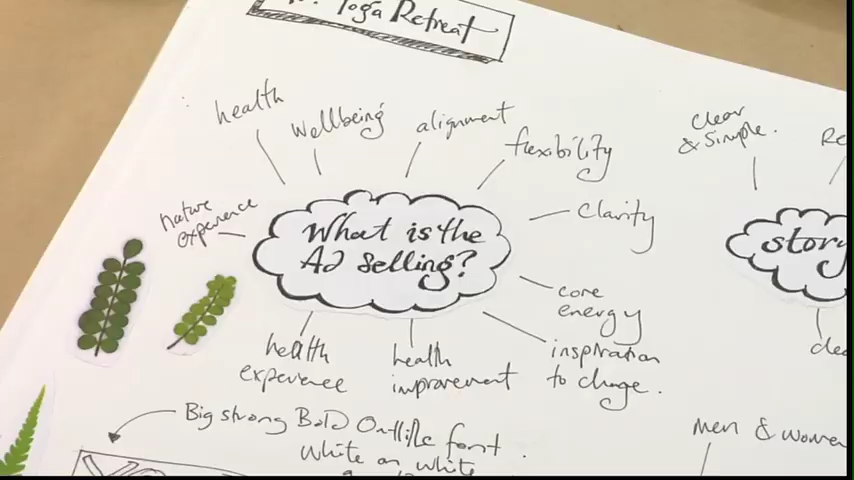 Yoga Retreat
health
wellbeing
alignment
flexibility
clear
& Simple.
nature
experience
What is the
Ad Selling?
Clarity
story
core
energy
health
experience
health
improvement
inspiration
to change.
Big strong Bold Outline font
White on white
men & women